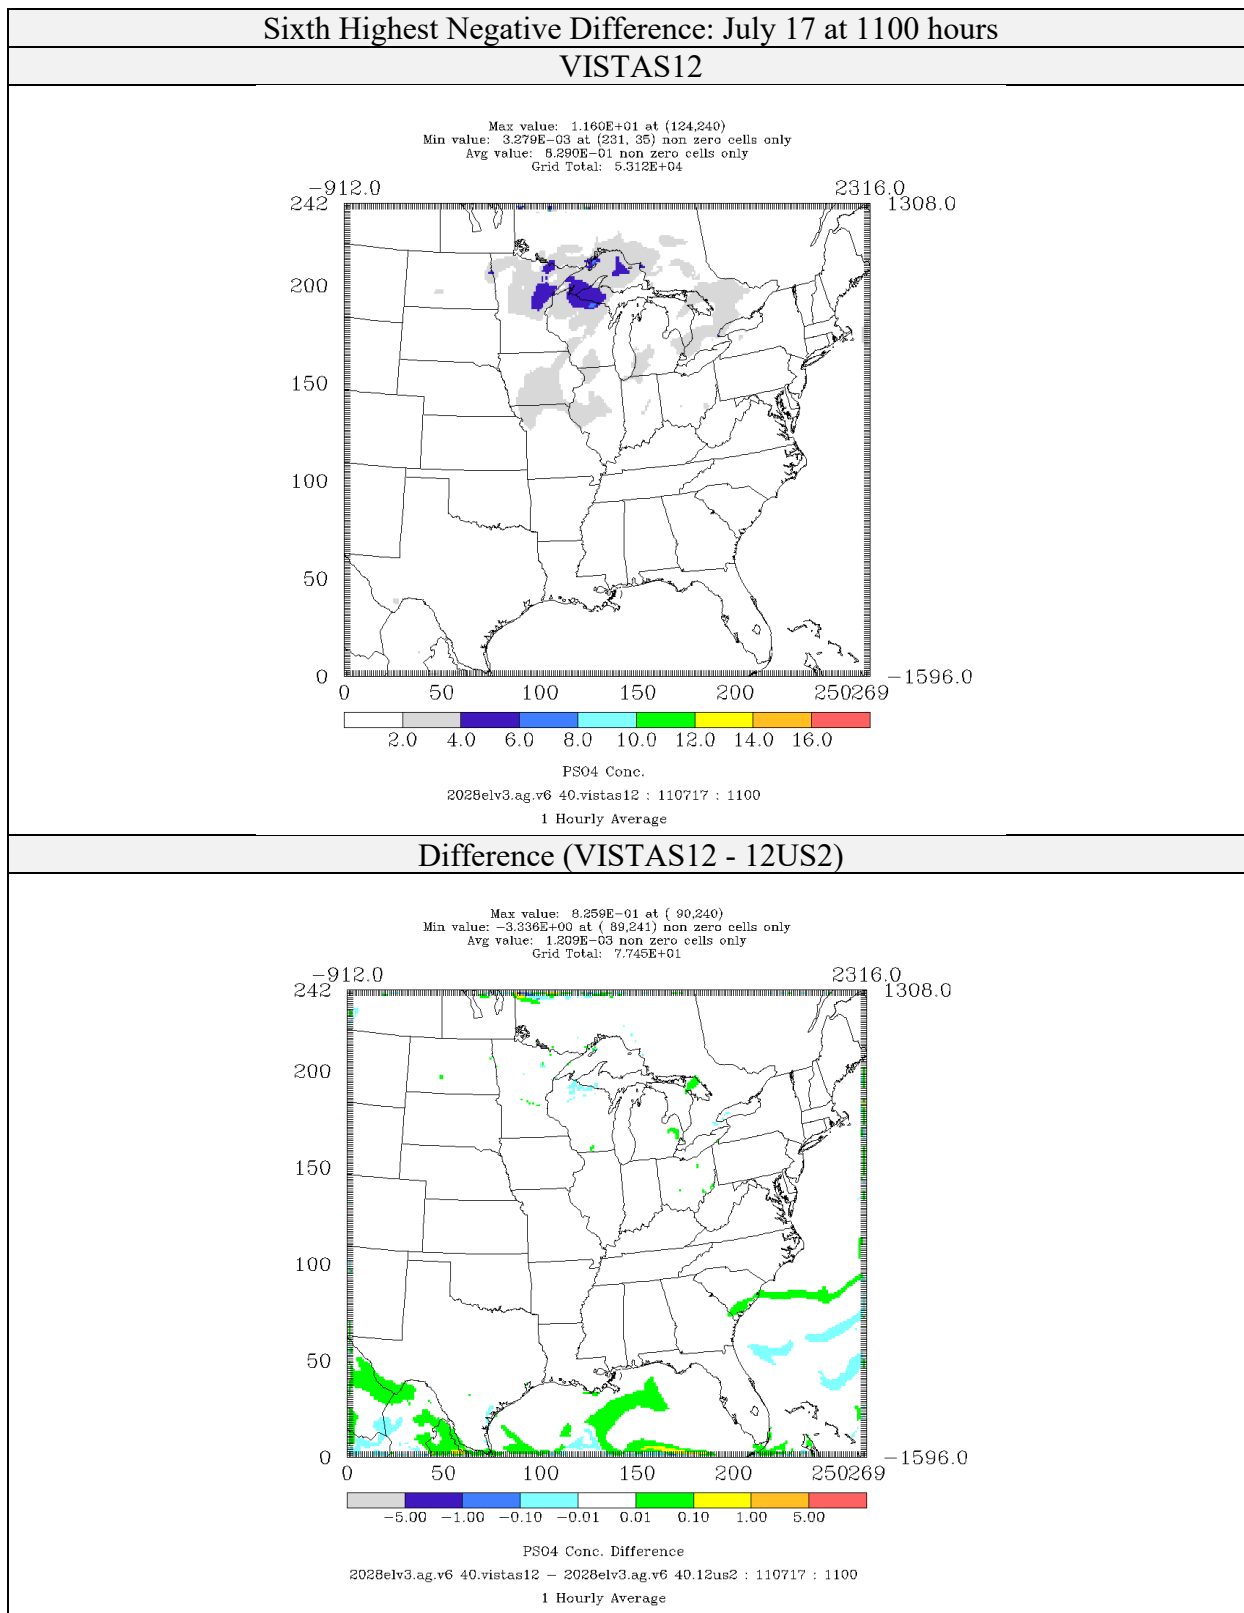 Sixth Highest Negative Difference: July 17 at 1100 hours
VISTAS12
Max value: 1.160E+01 at (124,240)
Min value: 3.279E-03 at (231, 35) non zero cells only
Avg value: 8.290E-01 non zero cells only
Grid Total: 5.312E+04
-912.0 2316.0
242 1308.0
200
150
100
50
0 -1596.0
0 50 100 150 200 250269
2.0 4.0 6.0 8.0 10.0 12.0 14.0 16.0
PSO4 Conc.
2028elv3.ag.v6 40.vistas12 : 110717 : 1100
1 Hourly Average
Difference (VISTAS12 - 12US2)
Max value: 8.259E-01 at ( 90,240)
Min value: -3.336E+00 at ( 89,241) non zero cells only
Avg value: 1.209E-03 non zero cells only
Grid Total: 7.745E+01
-912.0 2316.0
242 1308.0
200
150
100
50
0 -1596.0
0 50 100 150 200 250269
-5.00 -1.00 -0.10 -0.01 0.01 0.10 1.00 5.00
PSO4 Conc. Difference
2028elv3.ag.v6 40.vistas12 - 2028elv3.ag.v6 40.12us2 : 110717 : 1100
1 Hourly Average